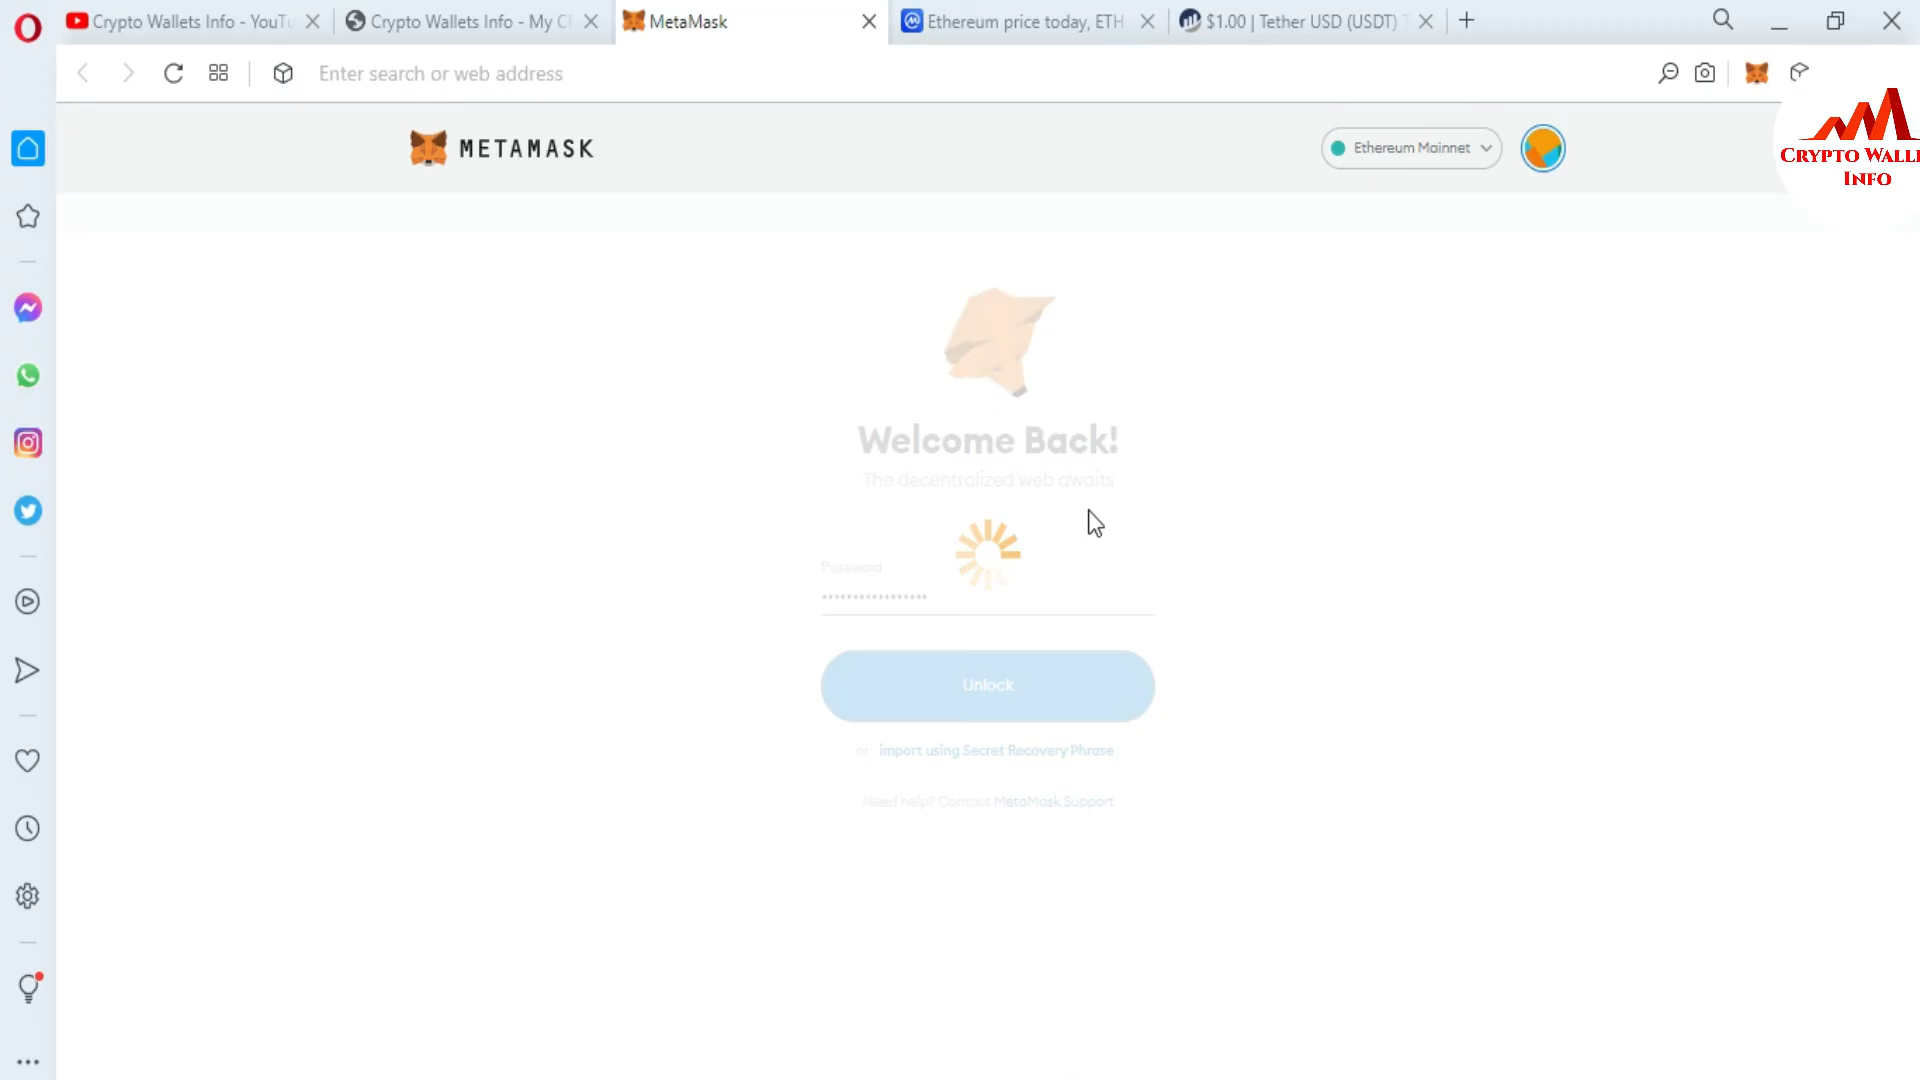 Crypto Wallets Info - YouTu
Crypto Wallets Info - My C
MetaMask
Ethereum price today, ETH
$1.00 | Tether USD (USDT) T
Enter search or web address
METAMASK
Ethereum Mainnet
CRYPTO WALLE
INFO
Welcome Back!
The decentralized web awaits
Password
Unlock
or import using Secret Recovery Phrase
Need help? Contact MetaMask Support